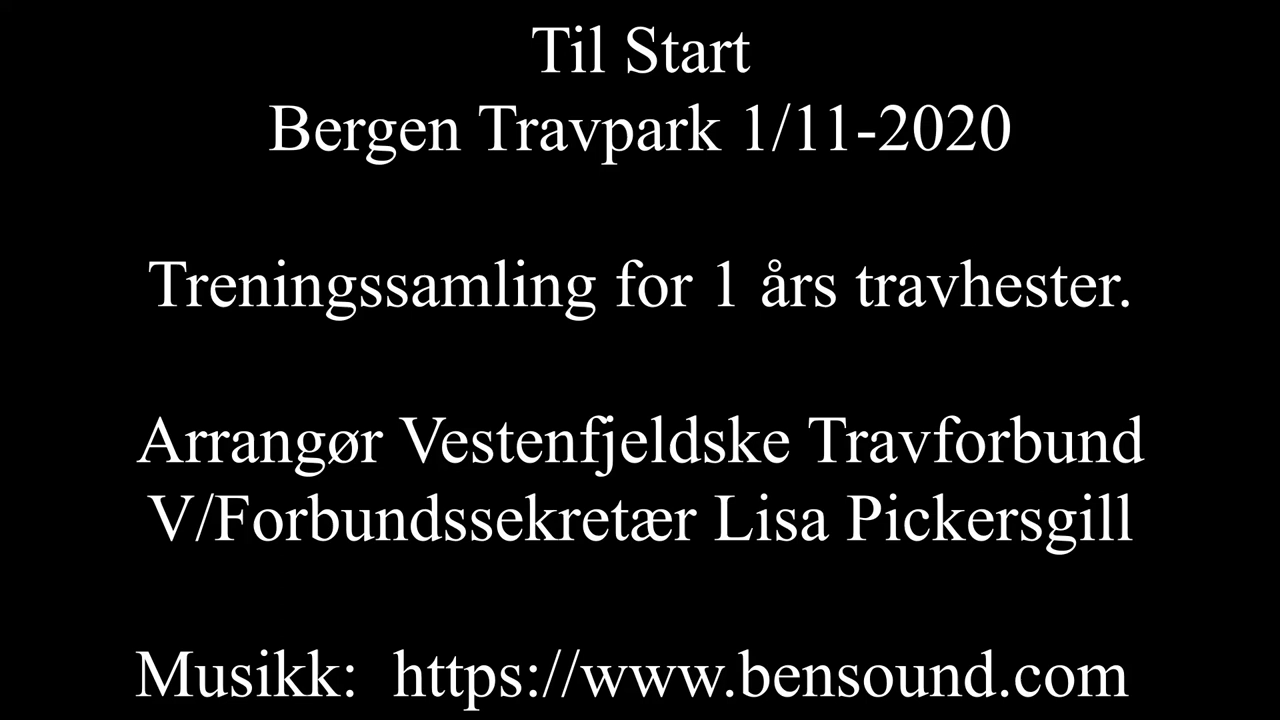 Til Start
Bergen Travpark 1/11-2020
Treningssamling for 1 års travhester.
Arrangør Vestenfjeldske Travforbund
V/Forbundssekretær Lisa Pickersgill
Musikk:  https://www.bensound.com